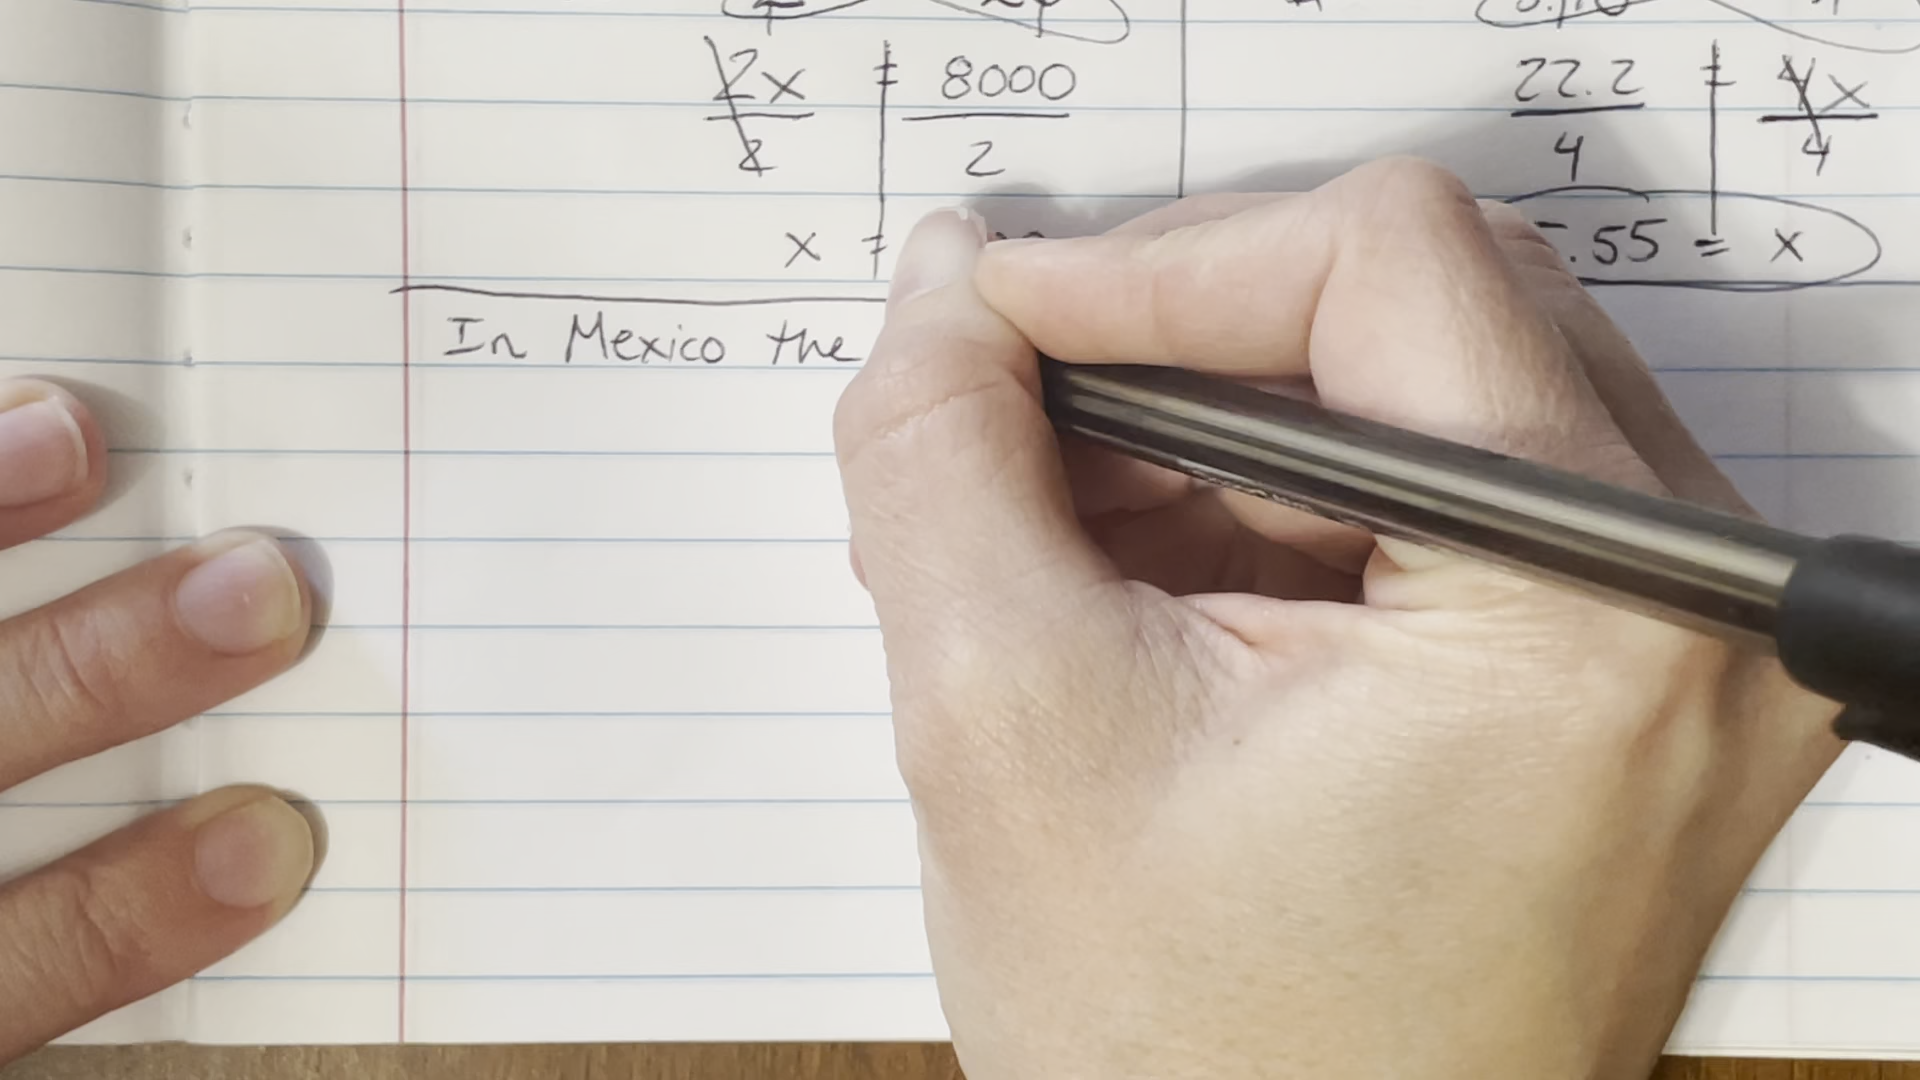 2x = 8000
2 2
x =
22.2 = 4x
4 4
.55 = x
In Mexico the